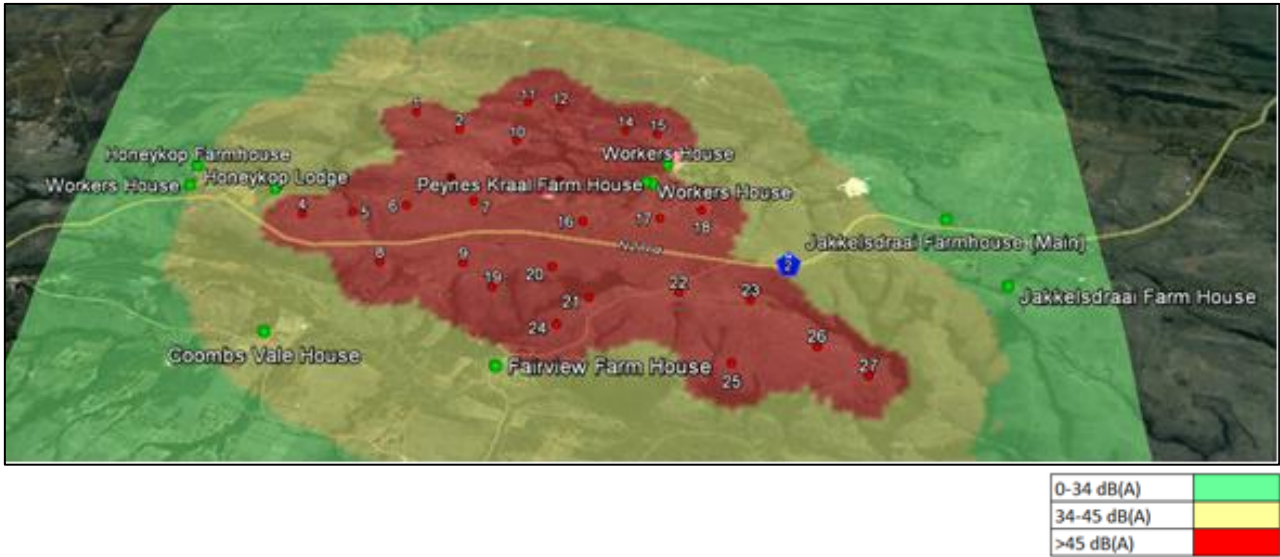 11
12
1
2
14
15
10
Honeykop Farmhouse
Workers House
Workers House
Honeykop Lodge
Peynes Kraal Farm House
Workers House
4
5
6
7
16
17
18
Jakkelsdraai Farmhouse (Main)
2
8
9
19
20
21
22
23
Jakkelsdraai Farm House
24
26
Coombs Vale House
Fairview Farm House
25
27
0-34 dB(A)
34-45 dB(A)
>45 dB(A)